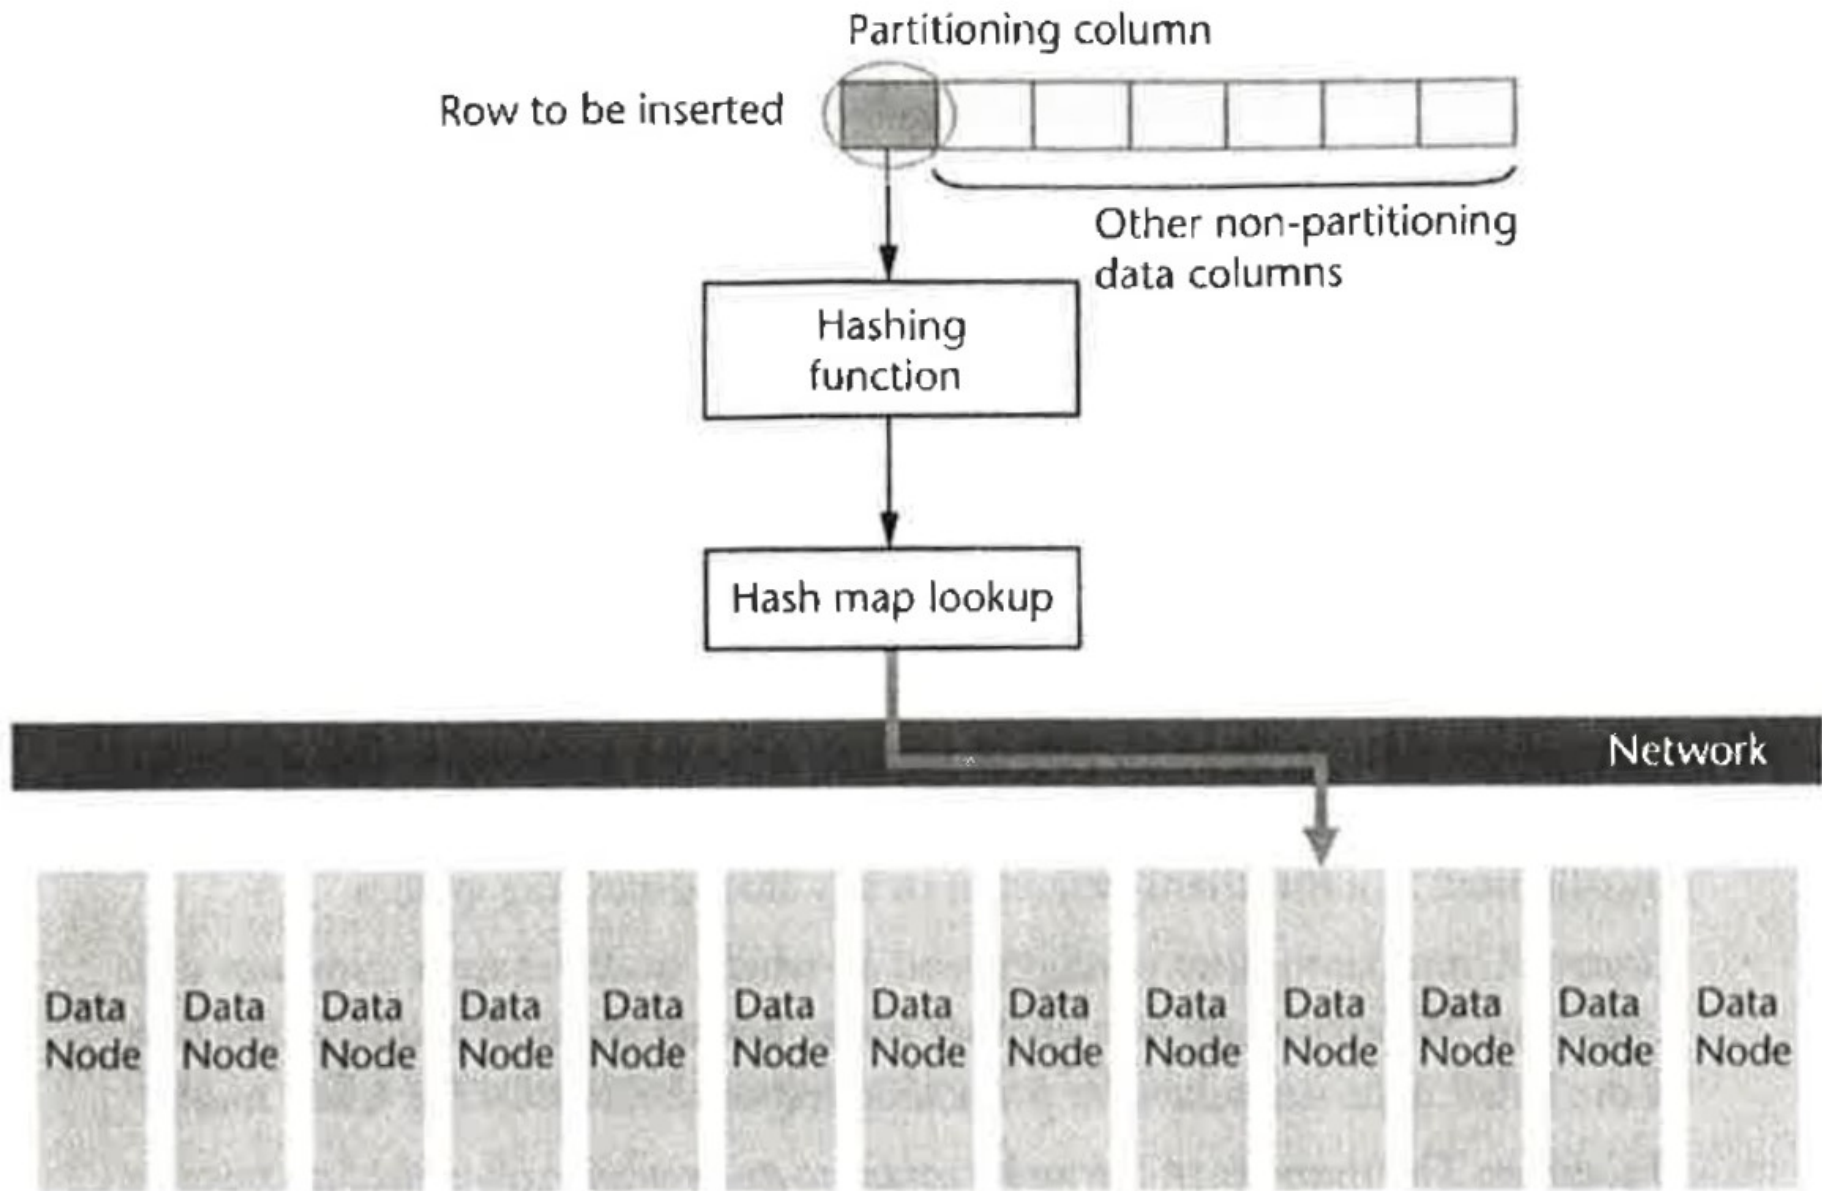 Partitioning column
Row to be inserted
Other non-partitioning
data columns
Hashing
function
Hash map lookup
Network
Data
Node
Data
Node
Data
Node
Data
Node
Data
Node
Data
Node
Data
Node
Data
Node
Data
Node
Data
Node
Data
Node
Data
Node
Data
Node